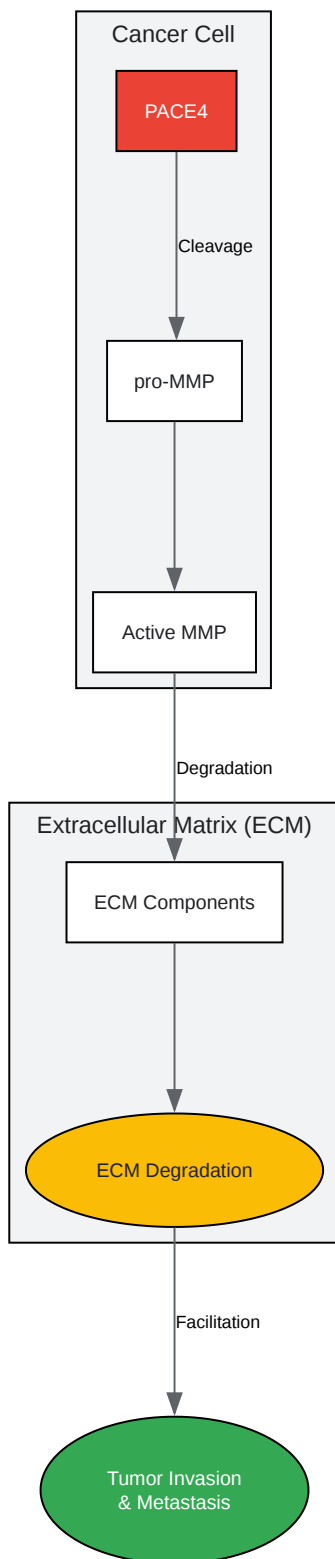 Cancer Cell
PACE4
Cleavage
pro-MMP
Active MMP
Degradation
Extracellular Matrix (ECM)
ECM Components
ECM Degradation
Facilitation
Tumor Invasion
& Metastasis